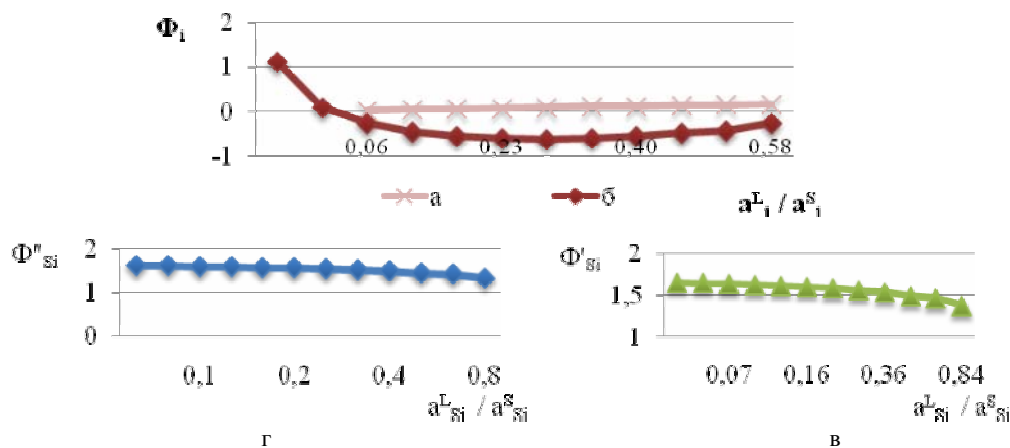 Φi
2
1
0
-1
0,06 0,23 0,40 0,58
а б
aᴸi / aˢi
Φ″Si
2
1
0
0,1 0,2 0,4 0,8
aᴸSi / aˢSi
г
Φ′Si
2
1,5
1
0,07 0,16 0,36 0,84
aᴸSi / aˢSi
в